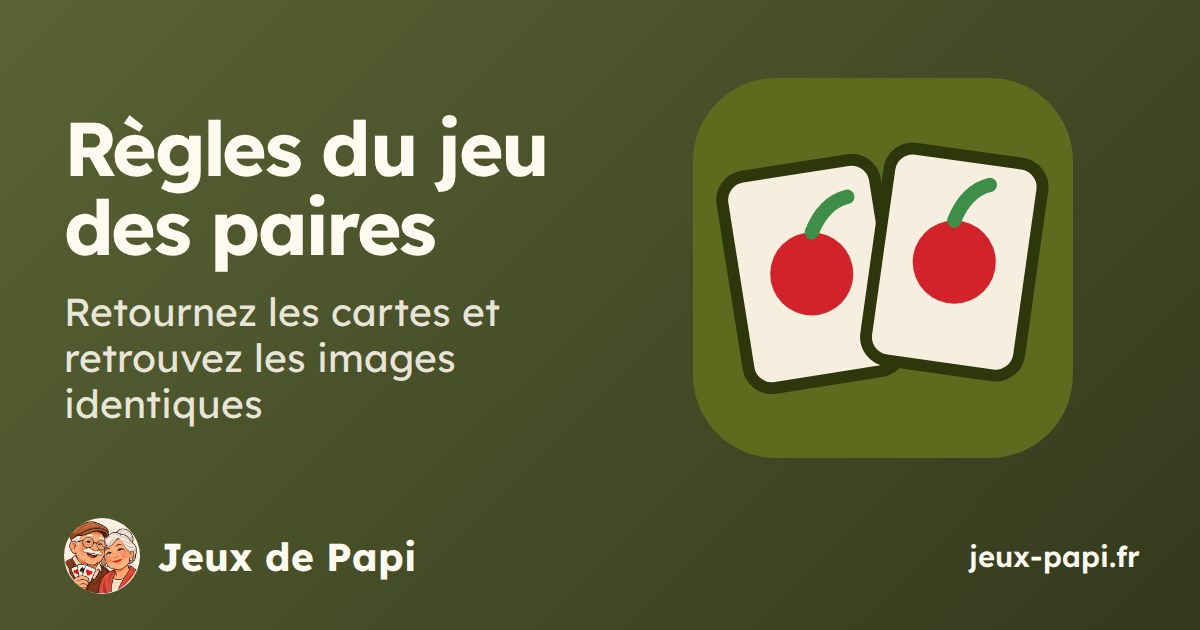 Règles du jeu
des paires
Retournez les cartes et
retrouvez les images
identiques
Jeux de Papi
jeux-papi.fr